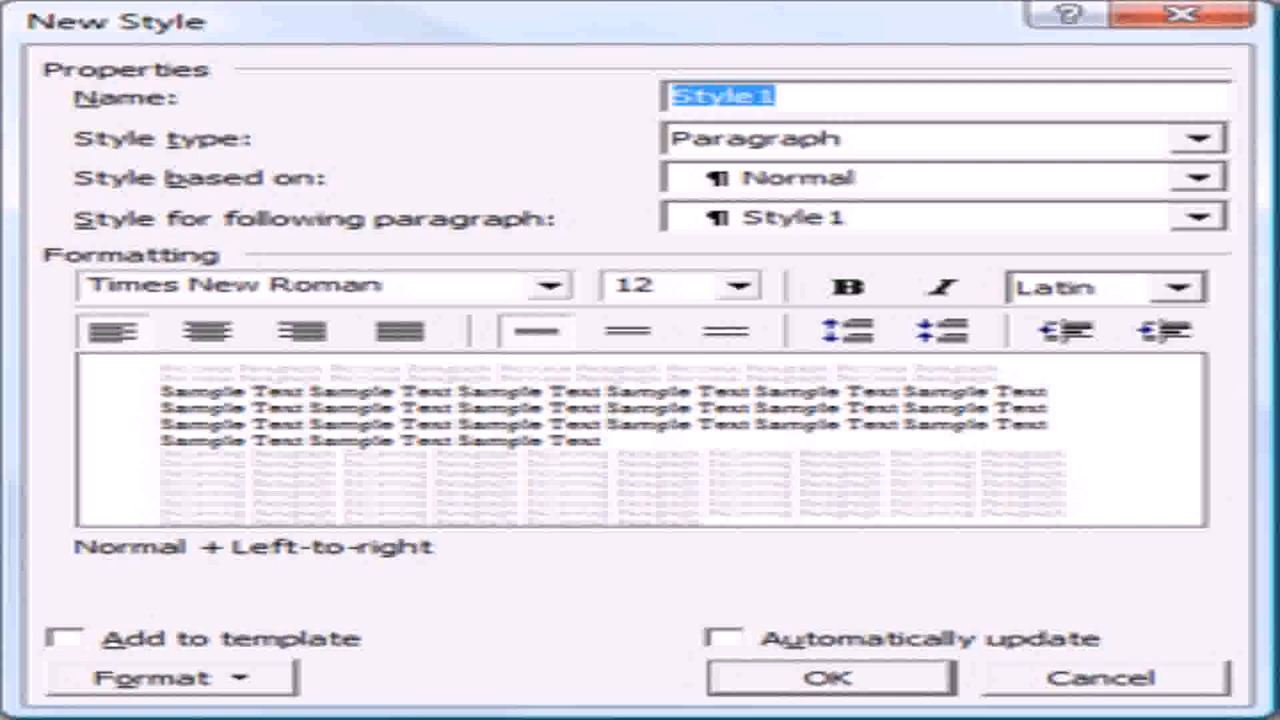 New Style
Properties
Name: Style1
Style type: Paragraph
Style based on: ¶ Normal
Style for following paragraph: ¶ Style1
Formatting
Times New Roman 12 B I Latin
Sample Text Sample Text Sample Text Sample Text Sample Text Sample Text
Sample Text Sample Text Sample Text Sample Text Sample Text Sample Text
Sample Text Sample Text Sample Text Sample Text Sample Text Sample Text
Sample Text Sample Text Sample Text
Normal + Left-to-right
Add to template Automatically update
Format OK Cancel